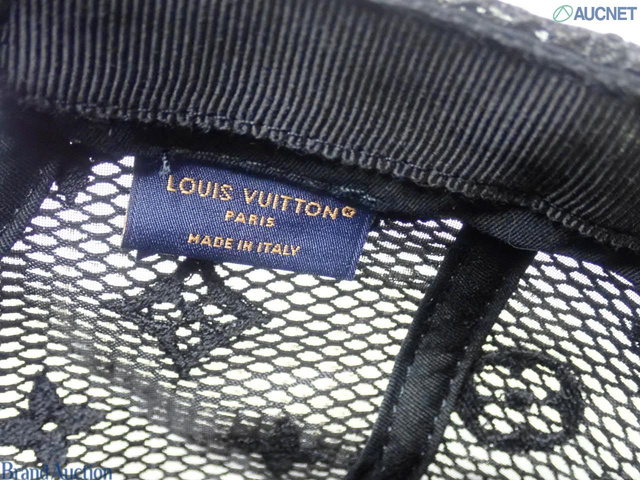 AUCNET
LOUIS VUITTON
PARIS
MADE IN ITALY
Brand Auction